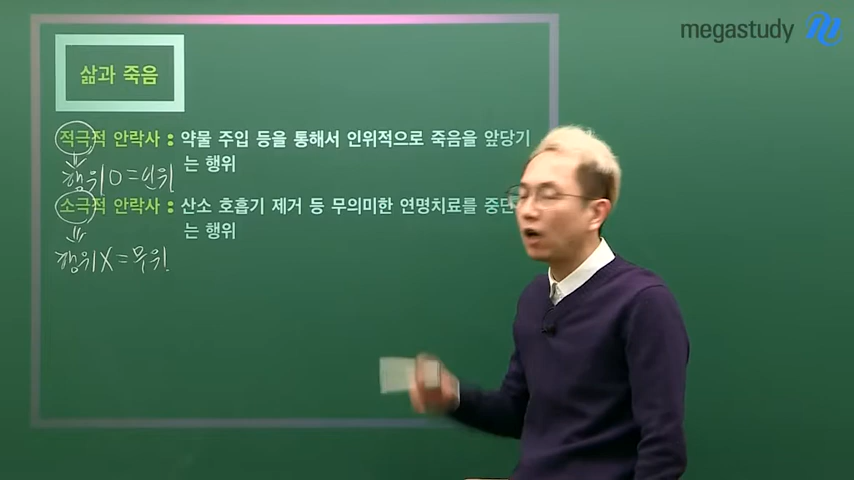 megastudy
삶과 죽음
적극적 안락사 : 약물 주입 등을 통해서 인위적으로 죽음을 앞당기
는 행위
행위O=인위
소극적 안락사 : 산소 호흡기 제거 등 무의미한 연명치료를 중단
는 행위
행위X=무위!